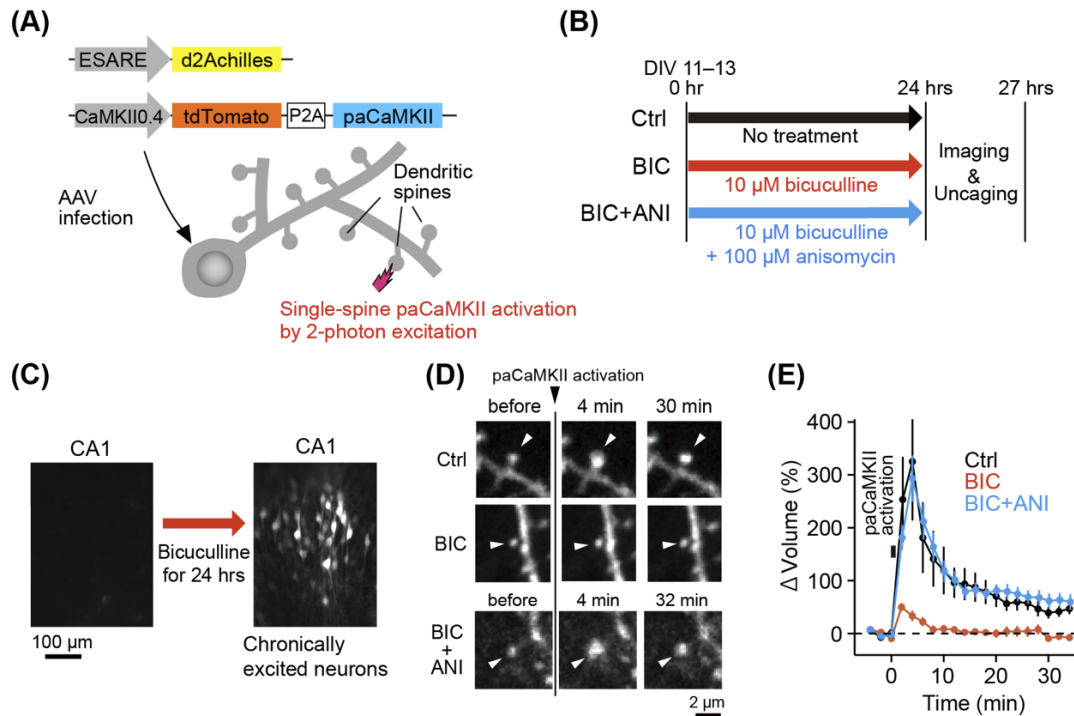 (A)
ESARE d2Achilles
CaMKII0.4 tdTomato P2A paCaMKII
AAV
infection
Dendritic
spines
Single-spine paCaMKII activation
by 2-photon excitation
(B)
DIV 11–13
0 hr 24 hrs 27 hrs
Ctrl
No treatment
BIC
10 µM bicuculline
BIC+ANI
10 µM bicuculline
+ 100 µM anisomycin
Imaging
&
Uncaging
(C)
CA1
CA1
Bicuculline
for 24 hrs
100 µm
Chronically
excited neurons
(D)
paCaMKII activation
before 4 min 30 min
Ctrl
BIC
before 4 min 32 min
BIC
+
ANI
2 µm
(E)
Δ Volume (%)
400
300
200
100
0
paCaMKII
activation
Ctrl
BIC
BIC+ANI
0 10 20 30
Time (min)